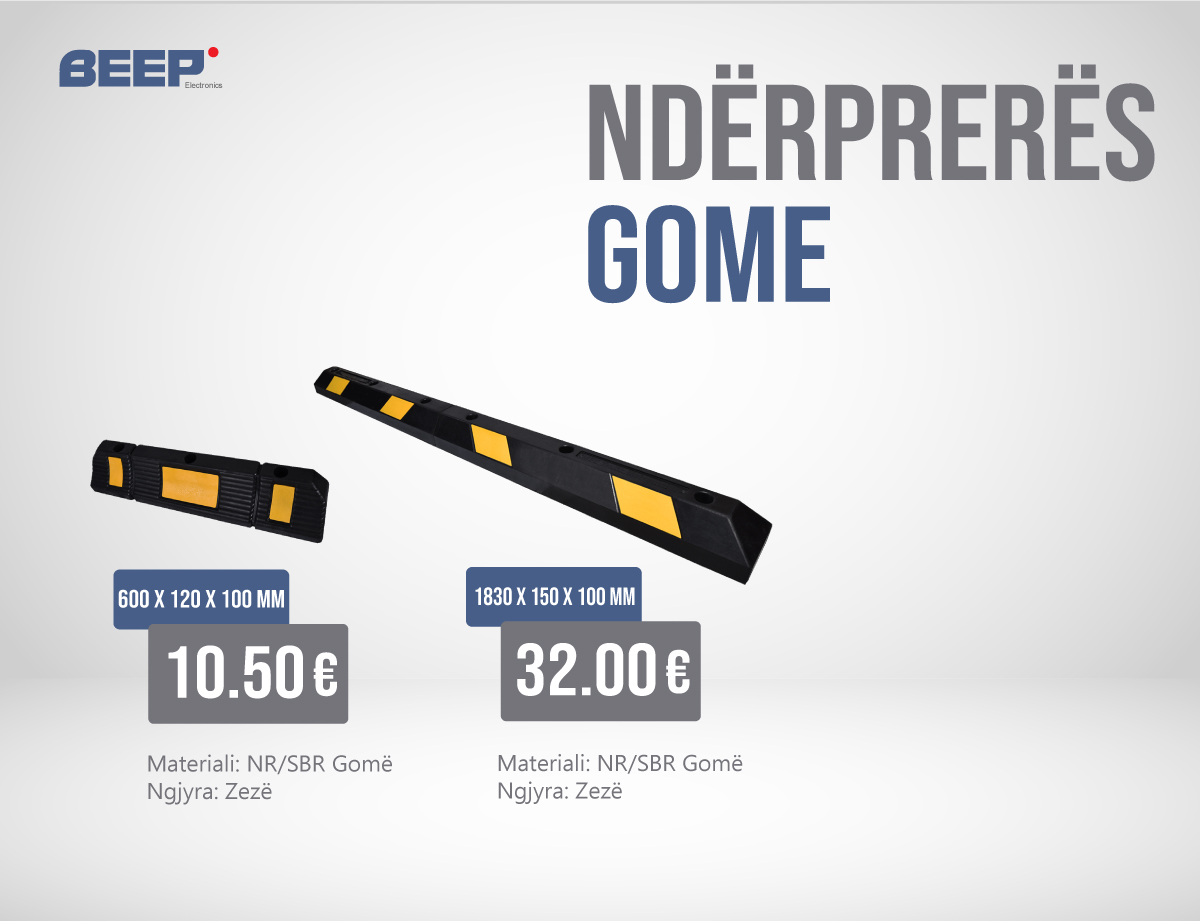 BEEP
Electronics
NDËRPRERËS
GOME
600 X 120 X 100 MM
10.50 €
Materiali: NR/SBR Gomë
Ngjyra: Zezë
1830 X 150 X 100 MM
32.00 €
Materiali: NR/SBR Gomë
Ngjyra: Zezë